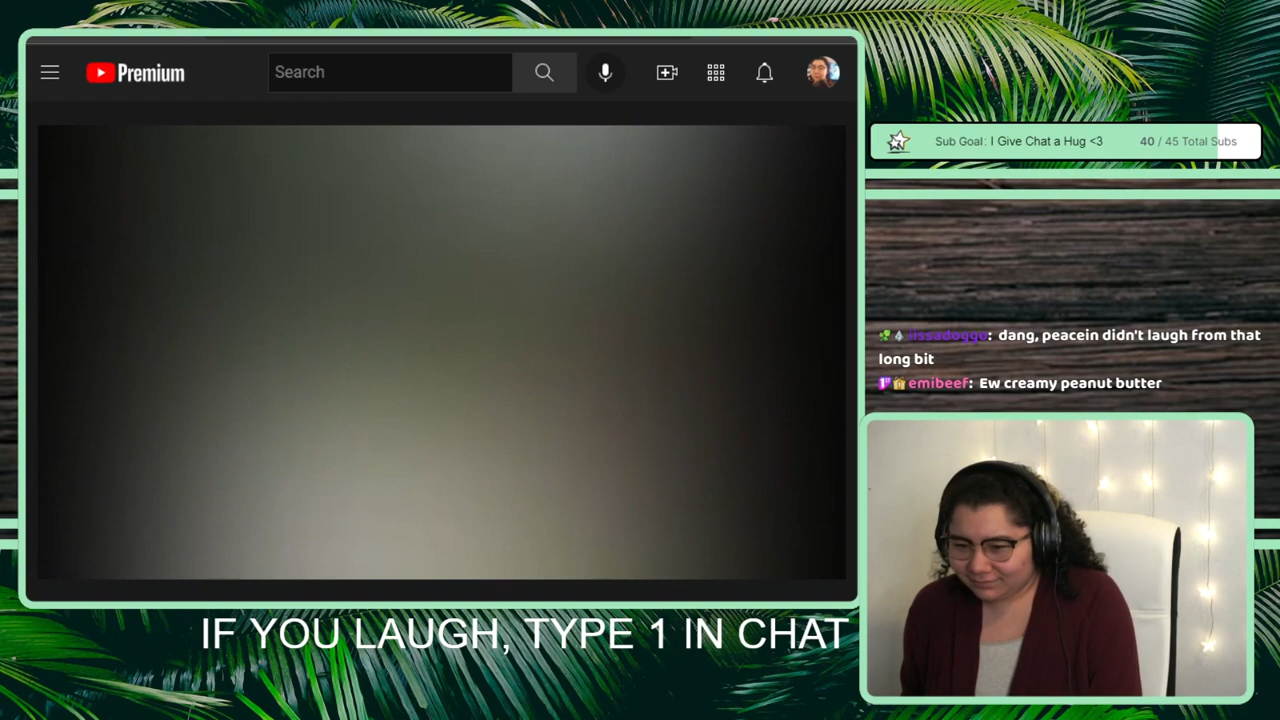 Premium
Search
Sub Goal: I Give Chat a Hug <3 40 / 45 Total Subs
iissadoggo: dang, peacein didn't laugh from that
long bit
emibeef: Ew creamy peanut butter
IF YOU LAUGH, TYPE 1 IN CHAT